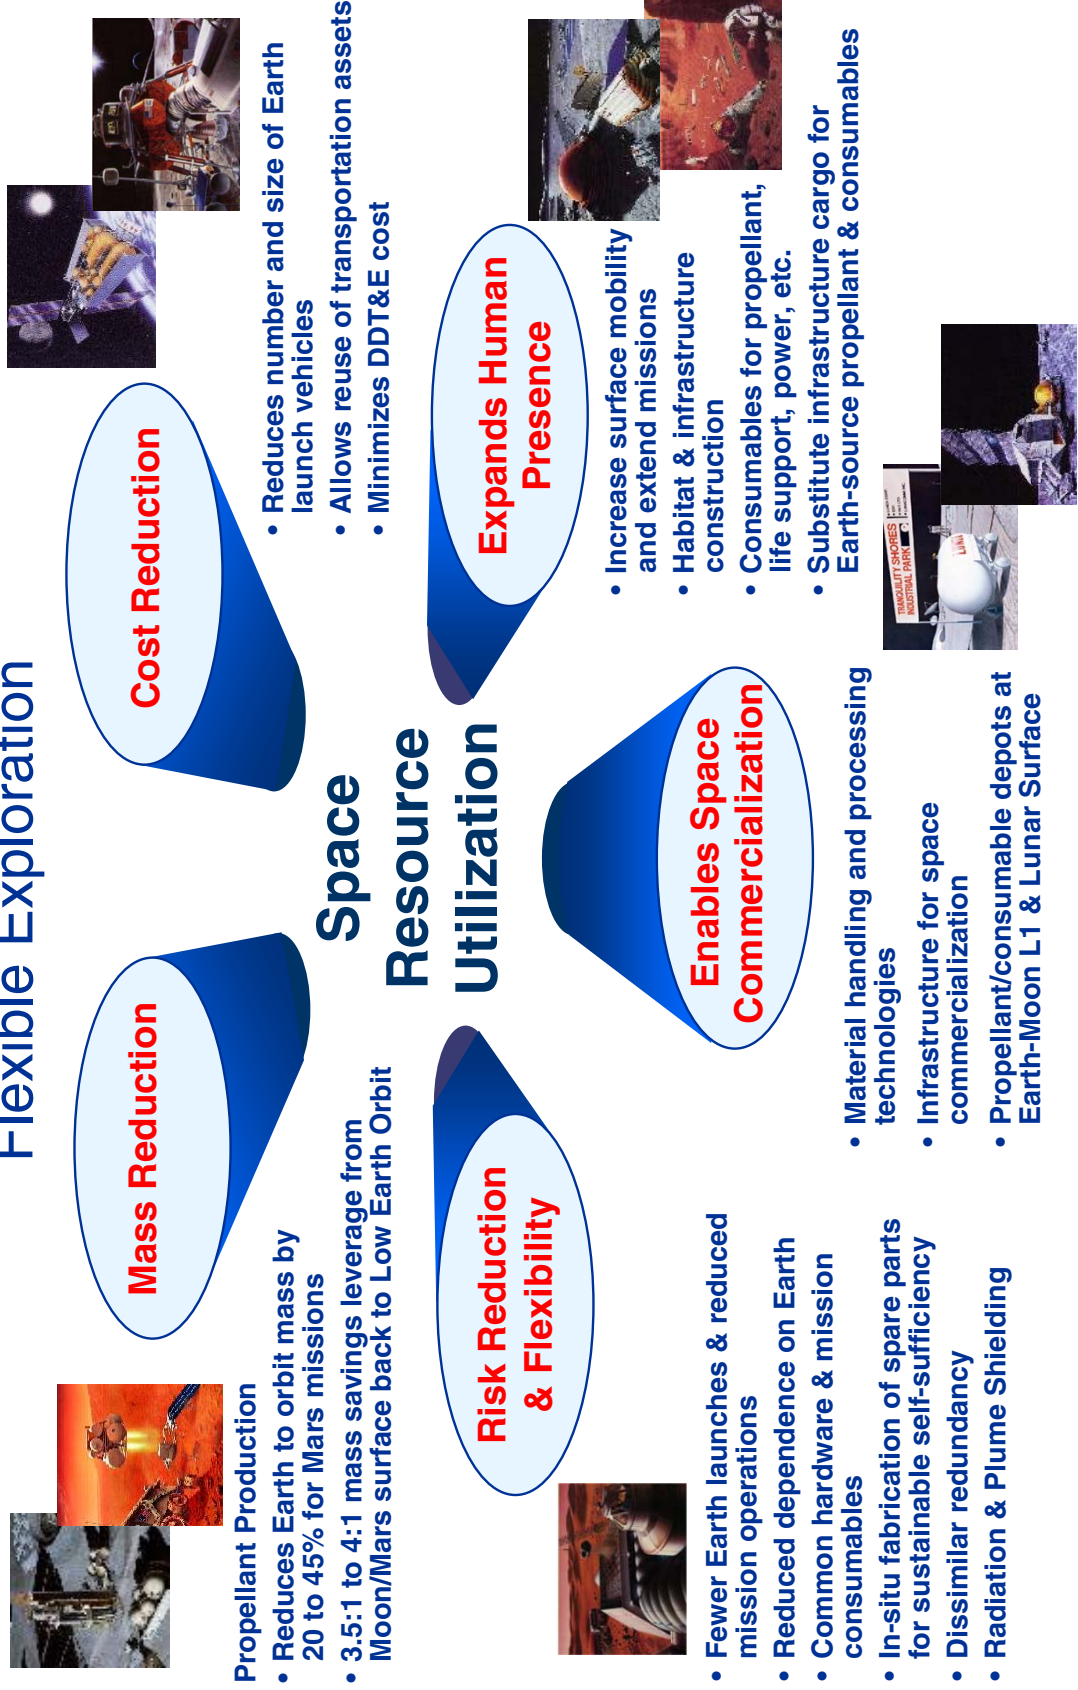 Flexible Exploration
Mass Reduction
Propellant Production
• Reduces Earth to orbit mass by
20 to 45% for Mars missions
• 3.5:1 to 4:1 mass savings leverage from
Moon/Mars surface back to Low Earth Orbit
Cost Reduction
• Reduces number and size of Earth
launch vehicles
• Allows reuse of transportation assets
• Minimizes DDT&E cost
Space
Resource
Utilization
Risk Reduction
& Flexibility
• Fewer Earth launches & reduced
mission operations
• Reduced dependence on Earth
• Common hardware & mission
consumables
• In-situ fabrication of spare parts
for sustainable self-sufficiency
• Dissimilar redundancy
• Radiation & Plume Shielding
Expands Human
Presence
• Increase surface mobility
and extend missions
• Habitat & infrastructure
construction
• Consumables for propellant,
life support, power, etc.
• Substitute infrastructure cargo for
Earth-source propellant & consumables
Enables Space
Commercialization
• Material handling and processing
technologies
• Infrastructure for space
commercialization
• Propellant/consumable depots at
Earth-Moon L1 & Lunar Surface
TRANQUILITY SHORES
INDUSTRIAL PARK